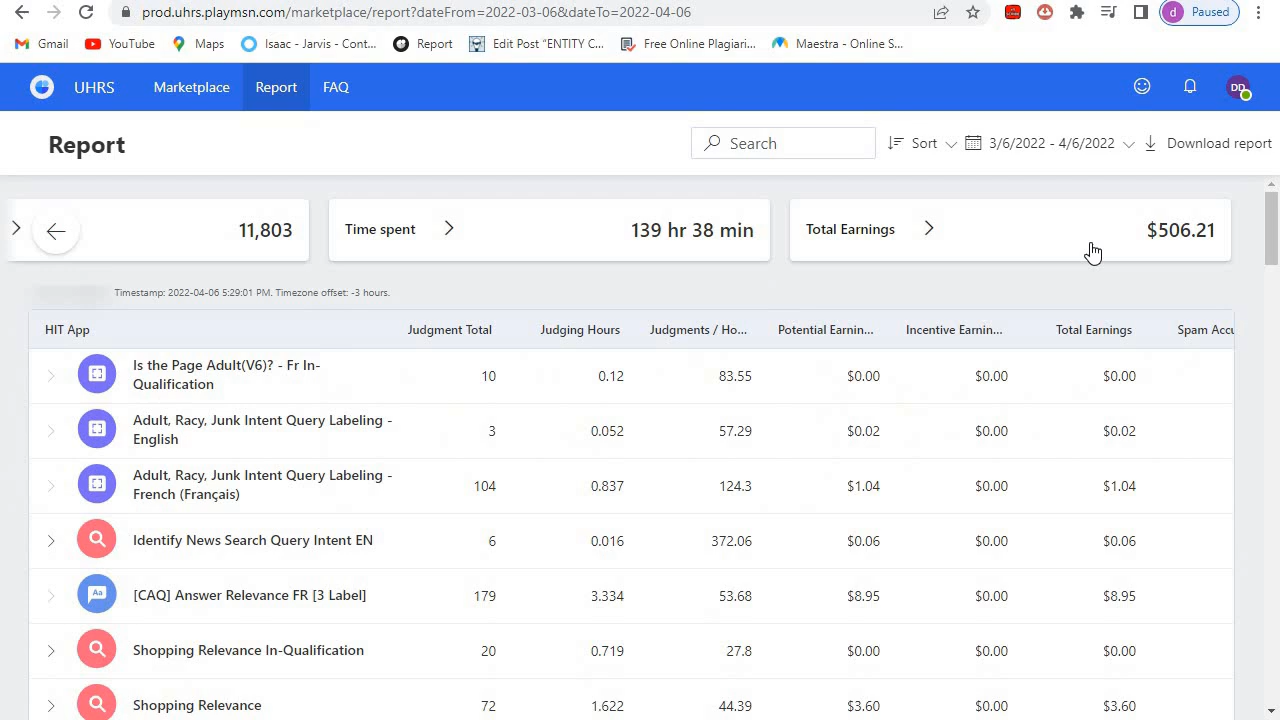 prod.uhrs.playmsn.com/marketplace/report?dateFrom=2022-03-06&dateTo=2022-04-06
d Paused
Gmail YouTube Maps Isaac - Jarvis - Cont... Report Edit Post "ENTITY C... Free Online Plagiari... Maestra - Online S...
UHRS Marketplace Report FAQ DD
Report Search Sort 3/6/2022 - 4/6/2022 Download report
11,803 Time spent 139 hr 38 min Total Earnings $506.21
Timestamp: 2022-04-06 5:29:01 PM. Timezone offset: -3 hours.
HIT App Judgment Total Judging Hours Judgments / Ho... Potential Earnin... Incentive Earnin... Total Earnings Spam Accu
Is the Page Adult(V6)? - Fr In-
Qualification 10 0.12 83.55 $0.00 $0.00 $0.00
Adult, Racy, Junk Intent Query Labeling -
English 3 0.052 57.29 $0.02 $0.00 $0.02
Adult, Racy, Junk Intent Query Labeling -
French (Français) 104 0.837 124.3 $1.04 $0.00 $1.04
Identify News Search Query Intent EN 6 0.016 372.06 $0.06 $0.00 $0.06
Aa [CAQ] Answer Relevance FR [3 Label] 179 3.334 53.68 $8.95 $0.00 $8.95
Shopping Relevance In-Qualification 20 0.719 27.8 $0.00 $0.00 $0.00
Shopping Relevance 72 1.622 44.39 $3.60 $0.00 $3.60